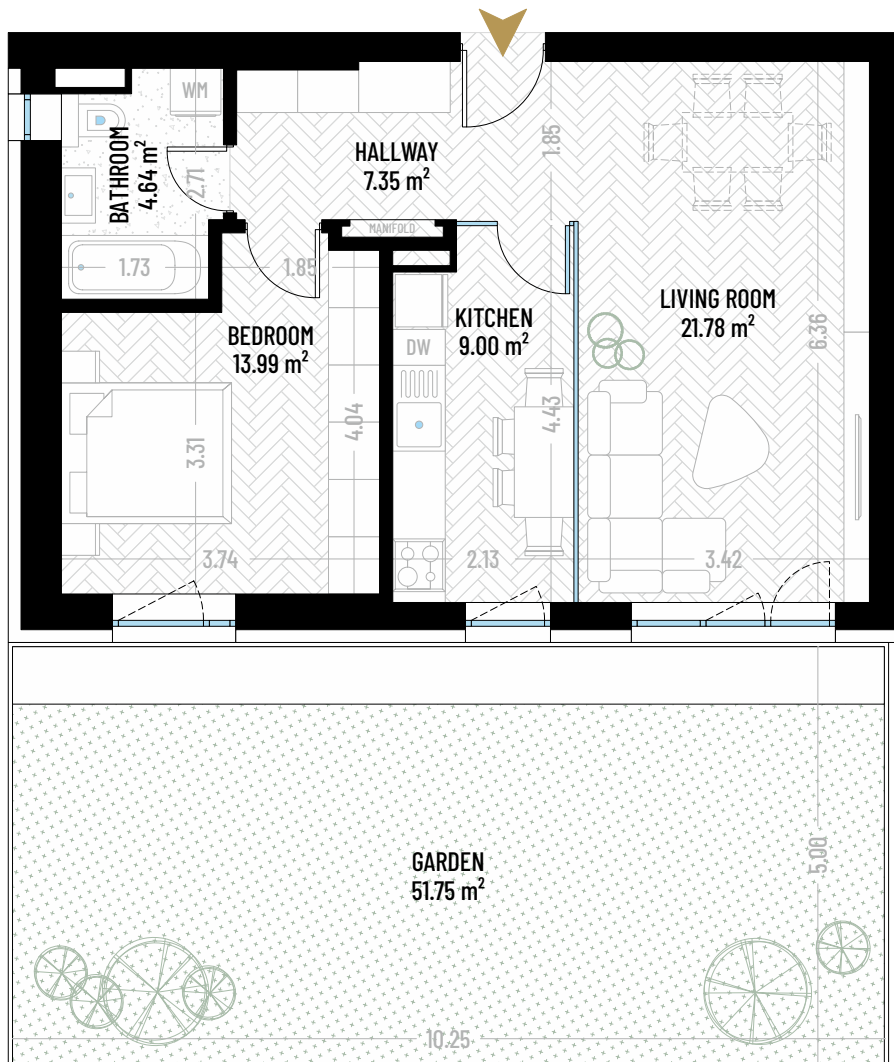 WM
BATHROOM
4.64 m²
2.71
1.73
HALLWAY
7.35 m²
1.85
MANIFOLD
1.85
BEDROOM
13.99 m²
3.31
4.04
3.74
KITCHEN
9.00 m²
DW
4.43
2.13
LIVING ROOM
21.78 m²
6.36
3.42
GARDEN
51.75 m²
5.00
10.25